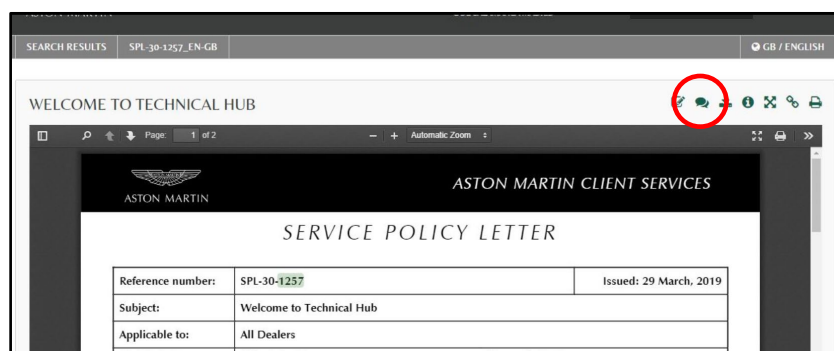 SEARCH RESULTS SPL-30-1257_EN-GB GB / ENGLISH
WELCOME TO TECHNICAL HUB
Page: 1 of 2 Automatic Zoom
ASTON MARTIN ASTON MARTIN CLIENT SERVICES
SERVICE POLICY LETTER
Reference number: SPL-30-1257 Issued: 29 March, 2019
Subject: Welcome to Technical Hub
Applicable to: All Dealers